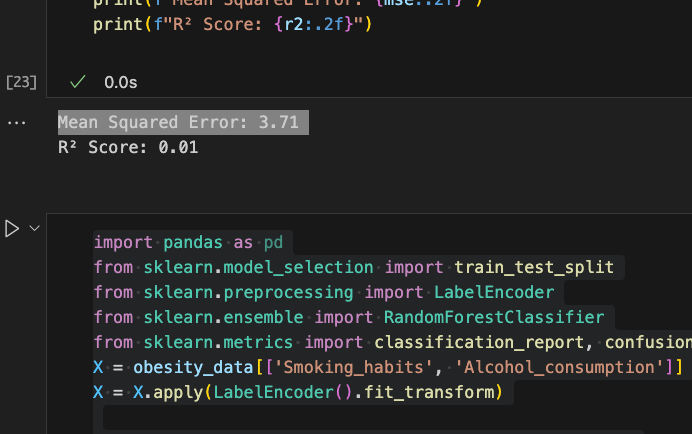 print(f"Mean Squared Error: {mse:.2f}")
print(f"R² Score: {r2:.2f}")
[23]
0.0s
Mean Squared Error: 3.71
R² Score: 0.01
import pandas as pd
from sklearn.model_selection import train_test_split
from sklearn.preprocessing import LabelEncoder
from sklearn.ensemble import RandomForestClassifier
from sklearn.metrics import classification_report, confusion
X = obesity_data[['Smoking_habits', 'Alcohol_consumption']]
X = X.apply(LabelEncoder().fit_transform)